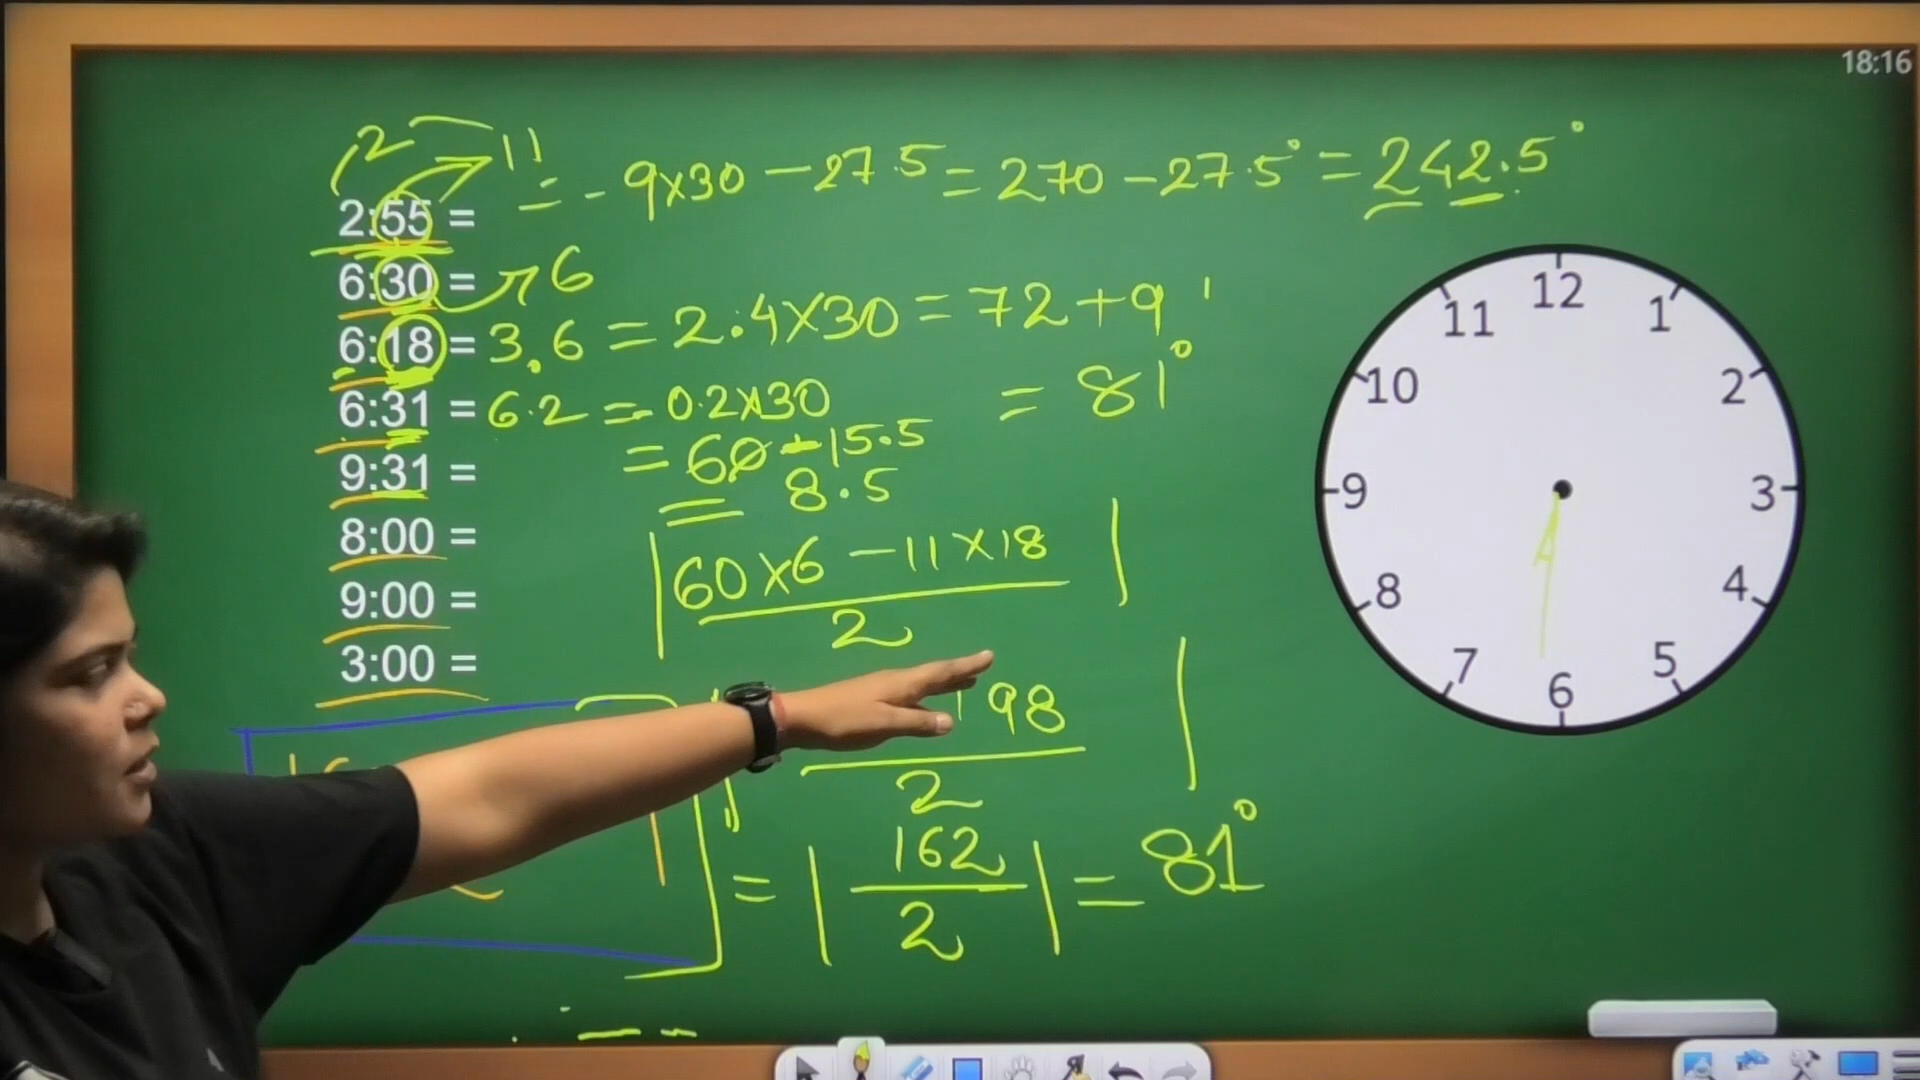 18:16
2 11
= - 9x30 - 27.5 = 270 - 27.5° = 242.5°
2:55 =
6:30 = 6
6:18 = 3.6 = 2.4x30 = 72 + 9
= 81°
6:31 = 6.2 = 0.2x30
= 60 - 15.5
8.5
9:31 =
8:00 =
9:00 =
3:00 =
|60x6 - 11x18|
2
198
2
= |162| = 81°
2
12
11 1
10 2
9 3
8 4
7 5
6